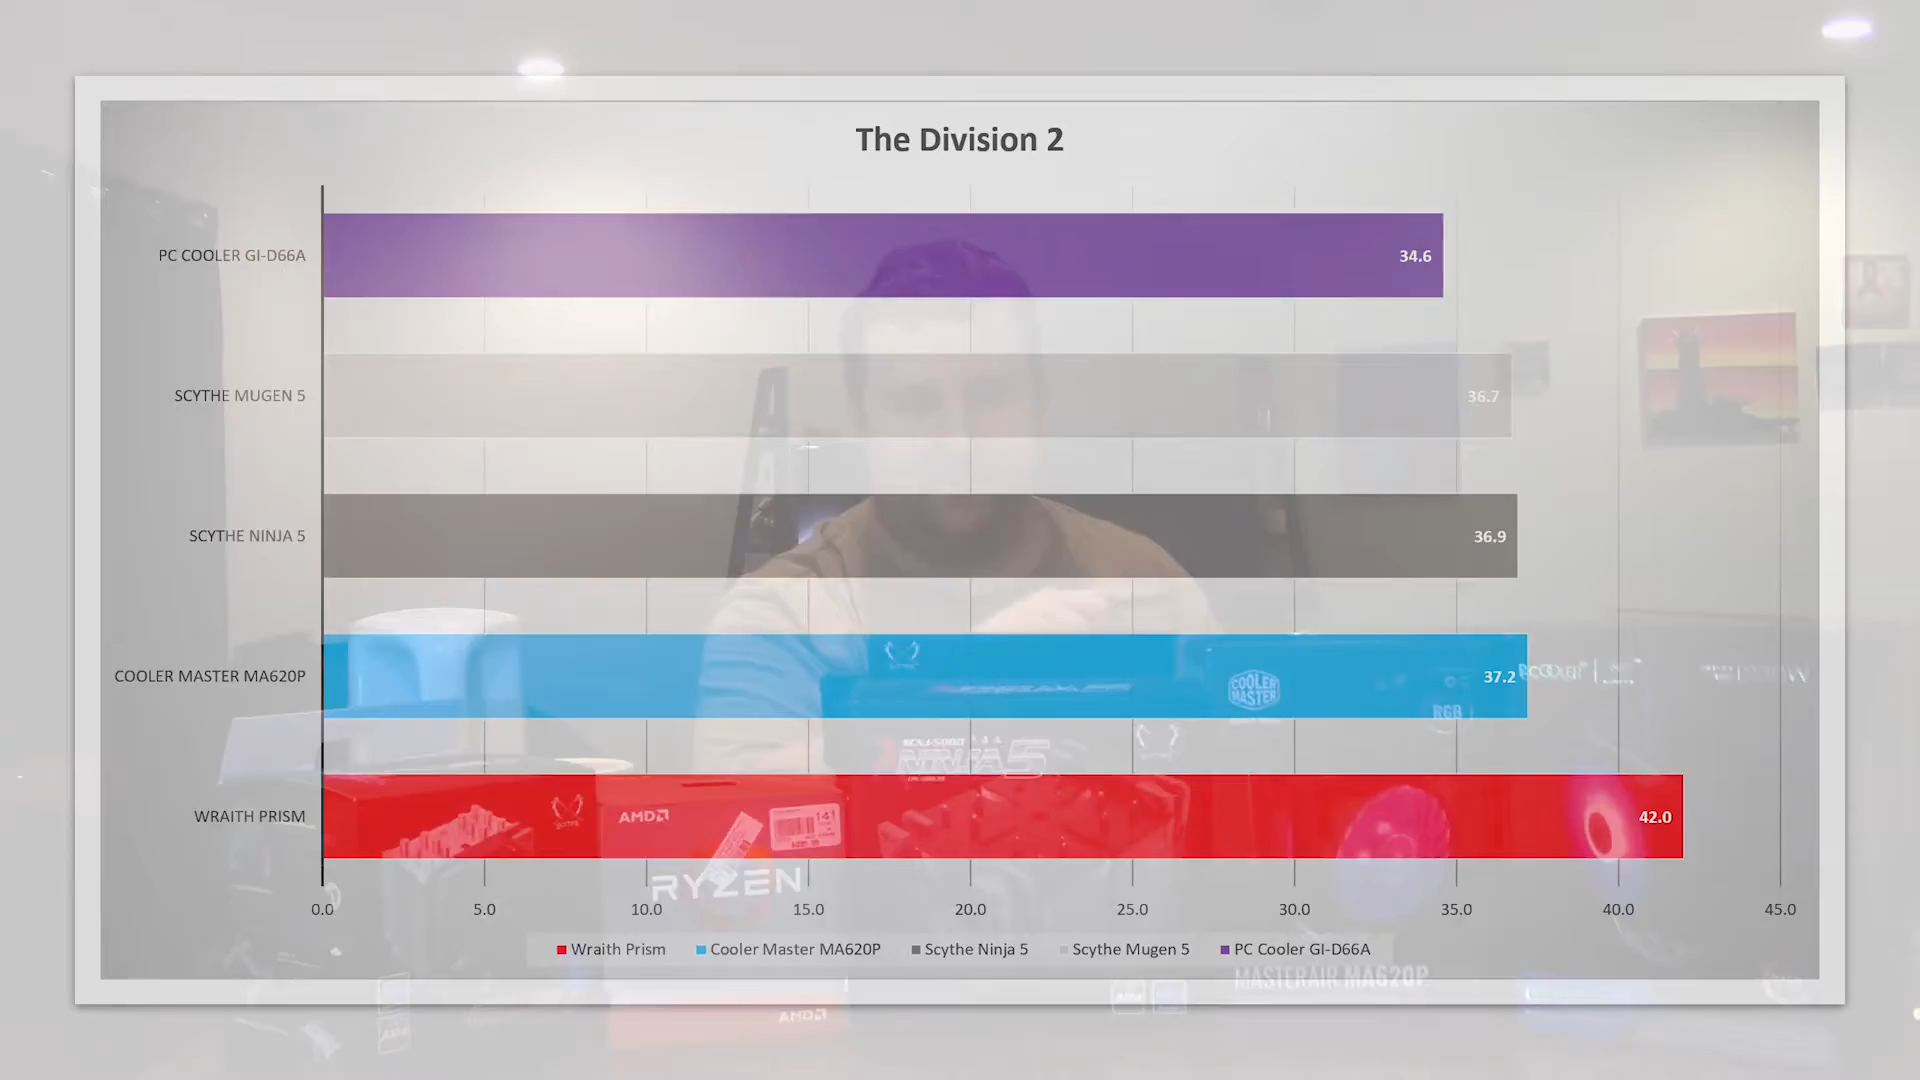 The Division 2
PC COOLER GI-D66A
34.6
SCYTHE MUGEN 5
36.7
SCYTHE NINJA 5
36.9
COOLER MASTER MA620P
37.2
COOLER MASTER
RGB
NINJA 5
WRAITH PRISM
42.0
AMD
141
RYZEN
0.0 5.0 10.0 15.0 20.0 25.0 30.0 35.0 40.0 45.0
Wraith Prism Cooler Master MA620P Scythe Ninja 5 Scythe Mugen 5 PC Cooler GI-D66A
MASTERAIR MA620P
AMD